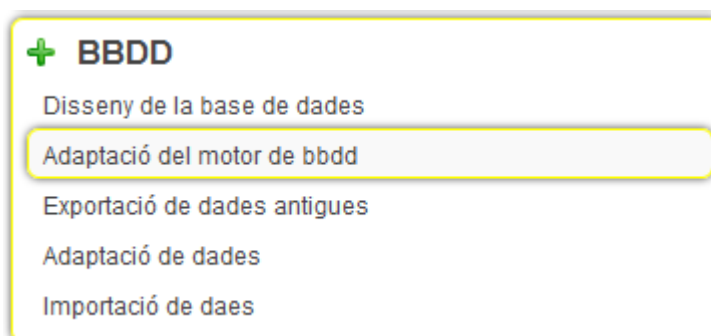 BBDD
Disseny de la base de dades
Adaptació del motor de bbdd
Exportació de dades antigues
Adaptació de dades
Importació de daes